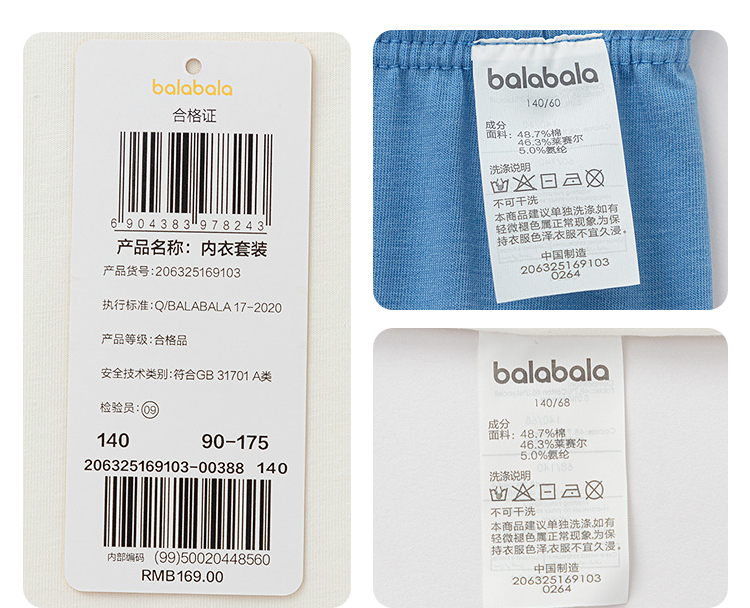 balabala
合格证
6 904383 978243
产品名称：内衣套装
产品货号：206325169103
执行标准：Q/BALABALA 17-2020
产品等级：合格品
安全技术类别：符合GB 31701 A类
检验员：09
140 90-175
206325169103-00388 140
内部编码 (99)50020448560
RMB169.00
balabala
140/60
成分
面料：48.7%棉
46.3%莱赛尔
5.0%氨纶
洗涤说明
不可干洗
本商品建议单独洗涤,如有
轻微褪色属正常现象,为保
持衣服色泽,衣服不宜久浸。
中国制造
206325169103
0264
balabala
140/68
成分
面料：48.7%棉
46.3%莱赛尔
5.0%氨纶
洗涤说明
不可干洗
本商品建议单独洗涤,如有
轻微褪色属正常现象,为保
持衣服色泽,衣服不宜久浸。
中国制造
206325169103
0264